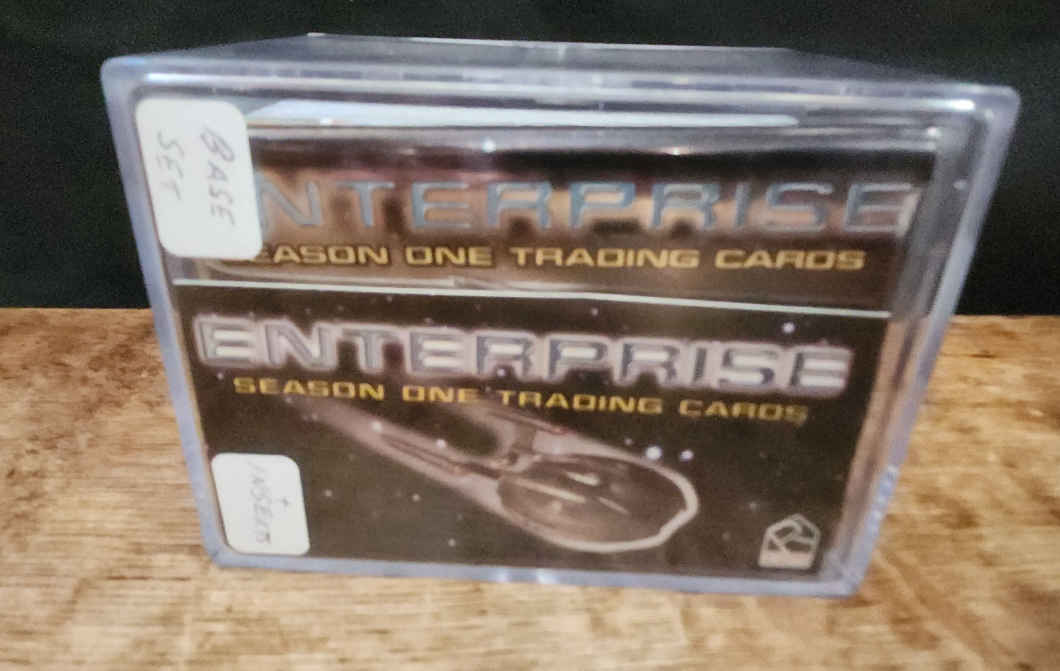 BASE
SET
ENTERPRISE
SEASON ONE TRADING CARDS
ENTERPRISE
SEASON ONE TRADING CARDS
+
INSERTS